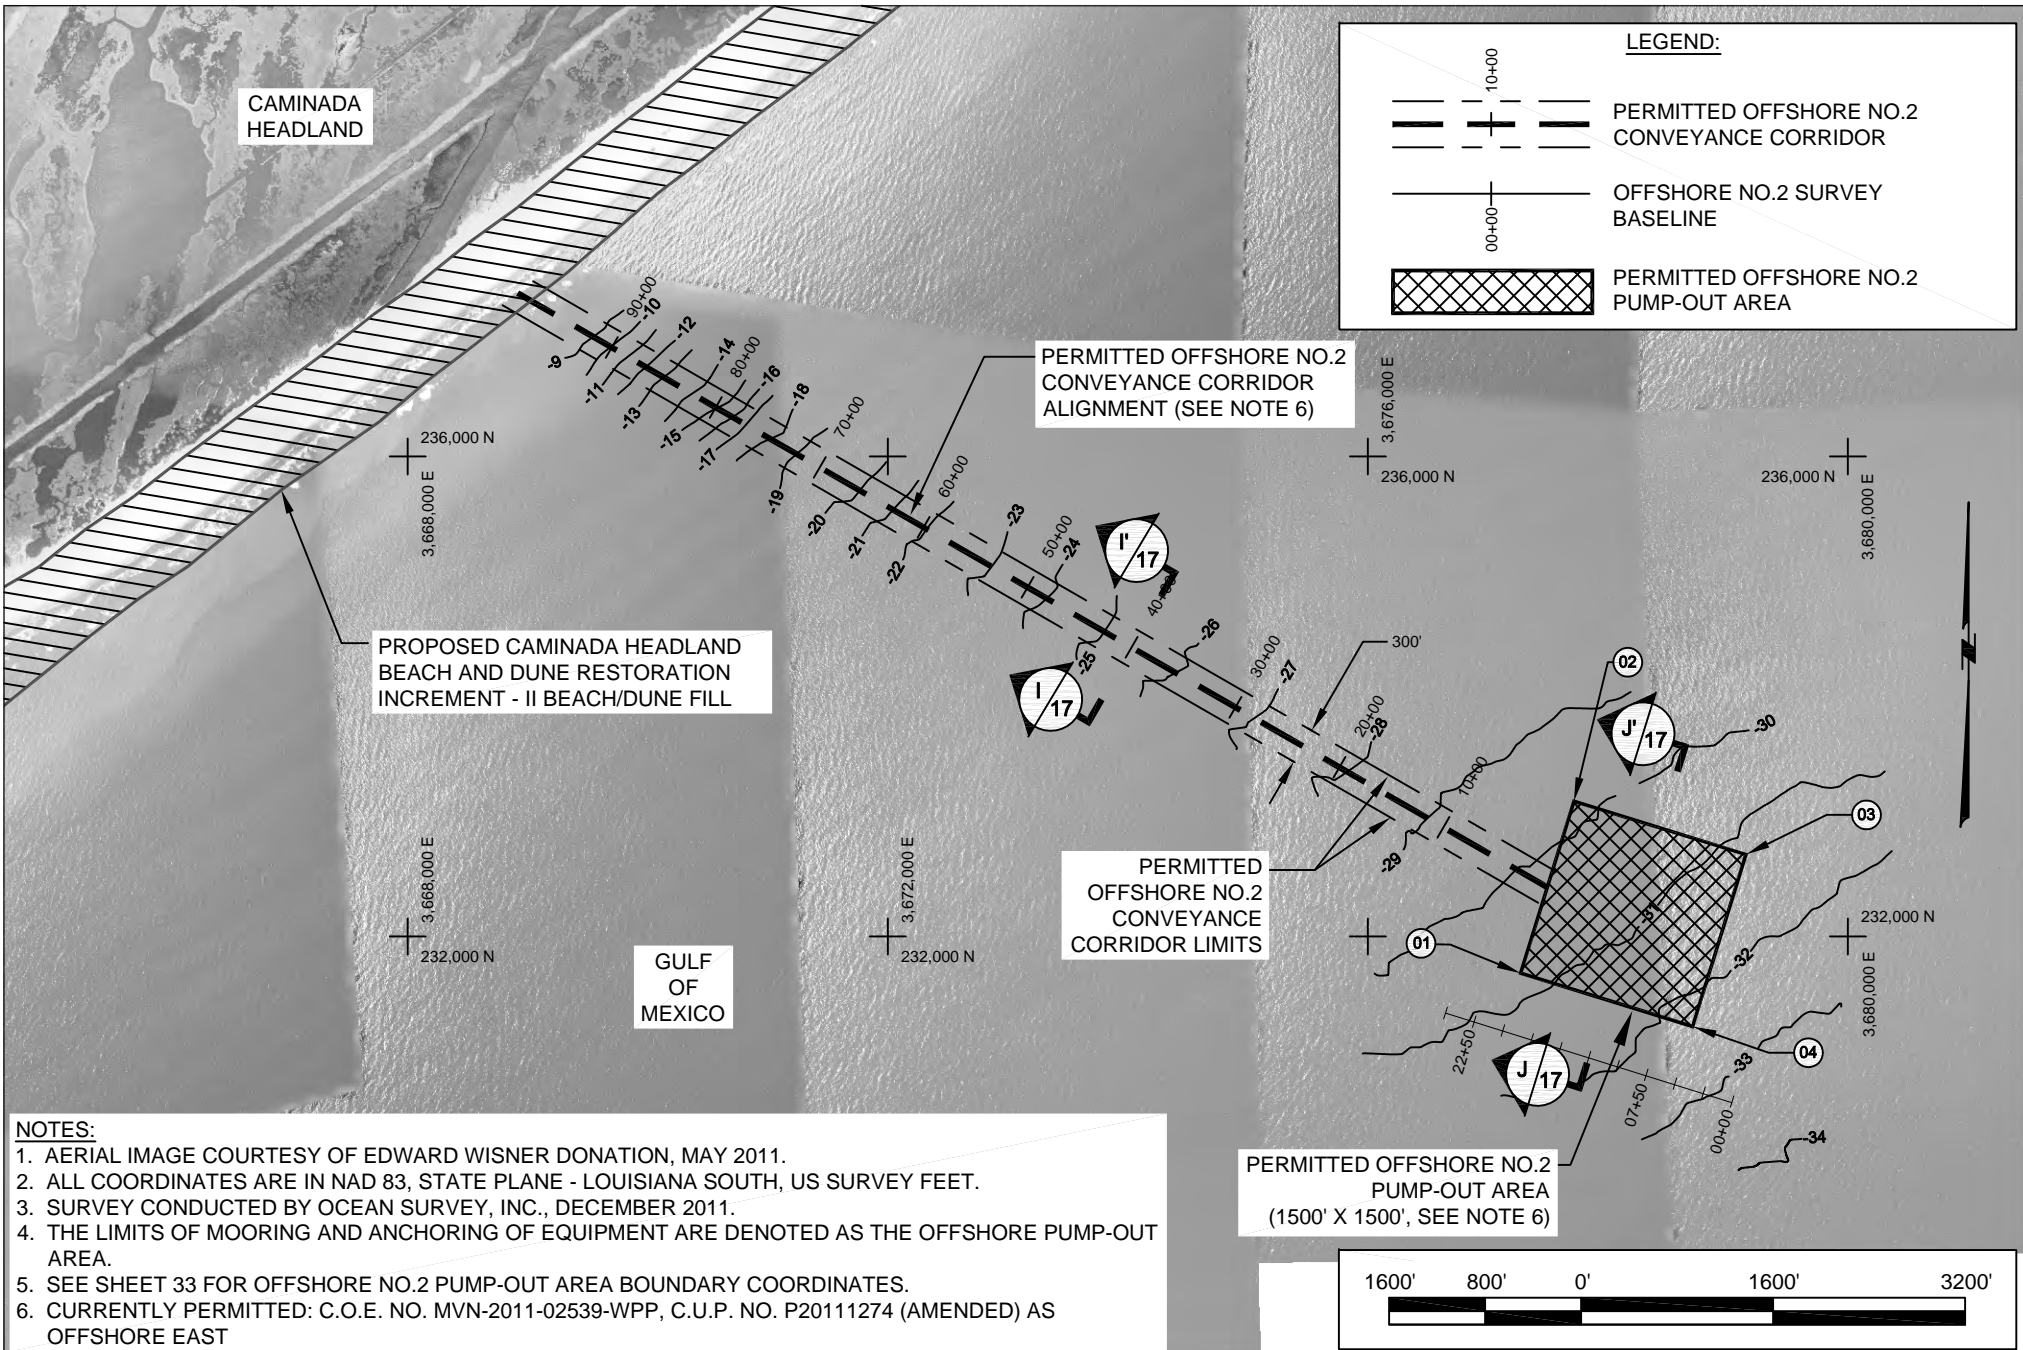 CAMINADA
HEADLAND
LEGEND:
10+00
PERMITTED OFFSHORE NO.2
CONVEYANCE CORRIDOR
00+00
OFFSHORE NO.2 SURVEY
BASELINE
PERMITTED OFFSHORE NO.2
PUMP-OUT AREA
90+00
-10
-9
-12
-11
-14
80+00
-13
-16
-15
-18
-17
70+00
-19
-20
60+00
-21
-22
-23
50+00
-24
-25
40+00
-26
30+00
-27
20+00
-28
10+00
-29
-30
-31
-32
-33
-34
PERMITTED OFFSHORE NO.2
CONVEYANCE CORRIDOR
ALIGNMENT (SEE NOTE 6)
236,000 N
3,668,000 E
3,676,000 E
236,000 N
236,000 N
3,680,000 E
I'
17
I
17
300'
02
J'
17
03
PROPOSED CAMINADA HEADLAND
BEACH AND DUNE RESTORATION
INCREMENT - II BEACH/DUNE FILL
PERMITTED
OFFSHORE NO.2
CONVEYANCE
CORRIDOR LIMITS
3,668,000 E
232,000 N
3,672,000 E
232,000 N
232,000 N
3,680,000 E
01
04
GULF
OF
MEXICO
22+50
J
17
07+50
00+00
N
PERMITTED OFFSHORE NO.2
PUMP-OUT AREA
(1500' X 1500', SEE NOTE 6)
NOTES:
1. AERIAL IMAGE COURTESY OF EDWARD WISNER DONATION, MAY 2011.
2. ALL COORDINATES ARE IN NAD 83, STATE PLANE - LOUISIANA SOUTH, US SURVEY FEET.
3. SURVEY CONDUCTED BY OCEAN SURVEY, INC., DECEMBER 2011.
4. THE LIMITS OF MOORING AND ANCHORING OF EQUIPMENT ARE DENOTED AS THE OFFSHORE PUMP-OUT
AREA.
5. SEE SHEET 33 FOR OFFSHORE NO.2 PUMP-OUT AREA BOUNDARY COORDINATES.
6. CURRENTLY PERMITTED: C.O.E. NO. MVN-2011-02539-WPP, C.U.P. NO. P20111274 (AMENDED) AS
OFFSHORE EAST
1600' 800' 0' 1600' 3200'